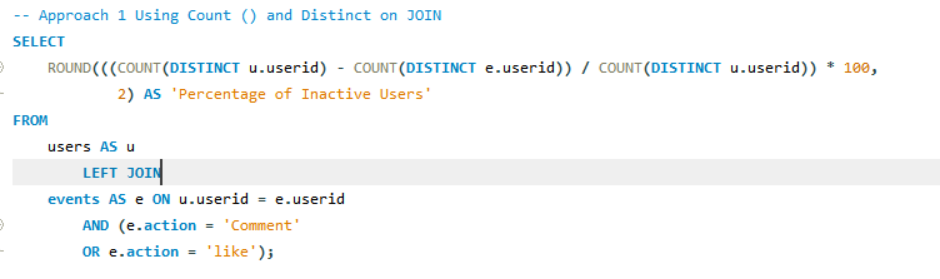 -- Approach 1 Using Count () and Distinct on JOIN
SELECT
ROUND(((COUNT(DISTINCT u.userid) - COUNT(DISTINCT e.userid)) / COUNT(DISTINCT u.userid)) * 100,
2) AS 'Percentage of Inactive Users'
FROM
users AS u
LEFT JOIN
events AS e ON u.userid = e.userid
AND (e.action = 'Comment'
OR e.action = 'like');